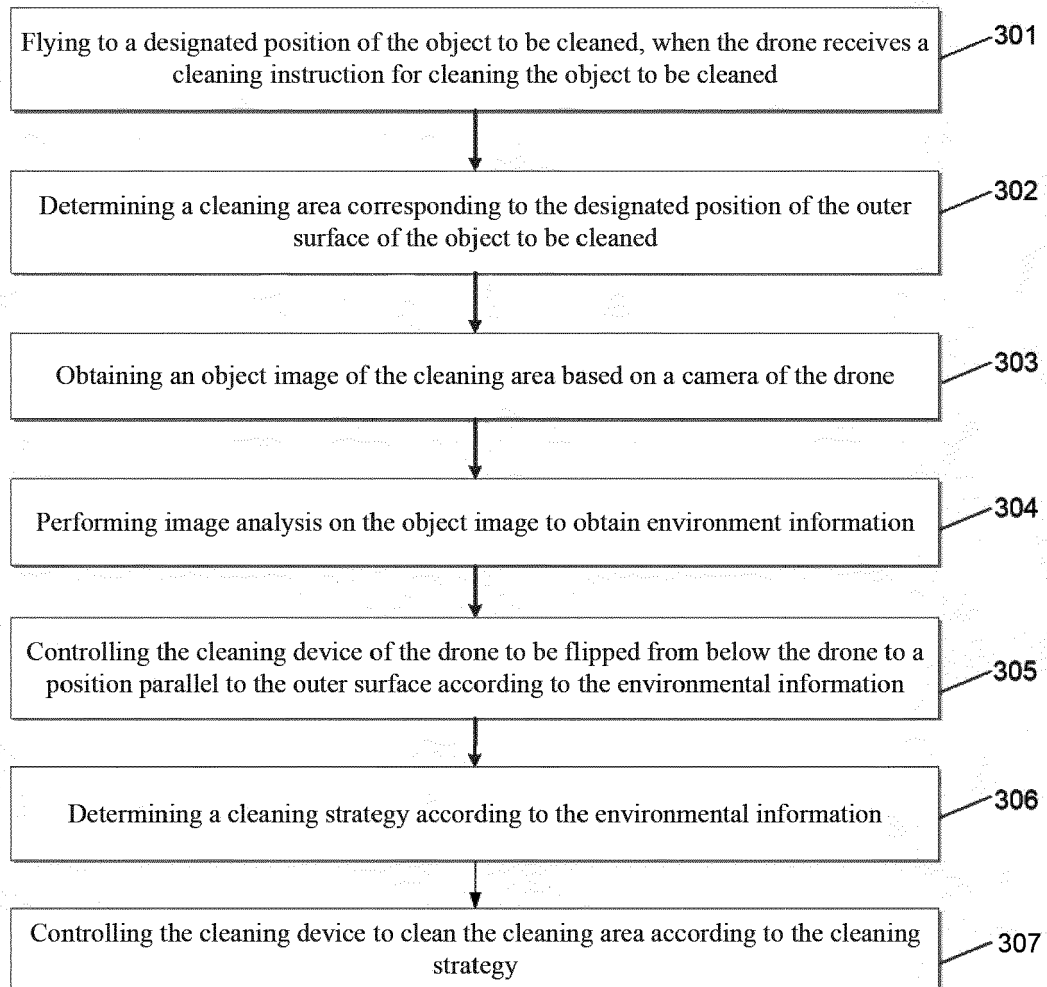 Flying to a designated position of the object to be cleaned, when the drone receives a
cleaning instruction for cleaning the object to be cleaned
301
Determining a cleaning area corresponding to the designated position of the outer
surface of the object to be cleaned
302
Obtaining an object image of the cleaning area based on a camera of the drone
303
Performing image analysis on the object image to obtain environment information
304
Controlling the cleaning device of the drone to be flipped from below the drone to a
position parallel to the outer surface according to the environmental information
305
Determining a cleaning strategy according to the environmental information
306
Controlling the cleaning device to clean the cleaning area according to the cleaning
strategy
307